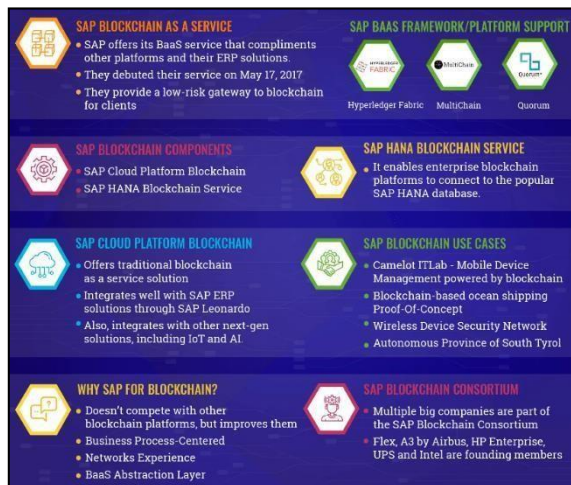 SAP BLOCKCHAIN AS A SERVICE
SAP offers its BaaS service that compliments
other platforms and their ERP solutions.
They debuted their service on May 17, 2017
They provide a low-risk gateway to blockchain
for clients
SAP BAAS FRAMEWORK/PLATFORM SUPPORT
HYPERLEDGER
FABRIC
MultiChain
QUORUM
Hyperledger Fabric
MultiChain
Quorum
SAP BLOCKCHAIN COMPONENTS
SAP Cloud Platform Blockchain
SAP HANA Blockchain Service
SAP HANA BLOCKCHAIN SERVICE
It enables enterprise blockchain
platforms to connect to the popular
SAP HANA database.
SAP CLOUD PLATFORM BLOCKCHAIN
Offers traditional blockchain
as a service solution
Integrates well with SAP ERP
solutions through SAP Leonardo
Also, integrates with other next-gen
solutions, including IoT and AI.
SAP BLOCKCHAIN USE CASES
Camelot ITLab - Mobile Device
Management powered by blockchain
Blockchain-based ocean shipping
Proof-Of-Concept
Wireless Device Security Network
Autonomous Province of South Tyrol
WHY SAP FOR BLOCKCHAIN?
Doesn't compete with other
blockchain platforms, but improves them
Business Process-Centered
Networks Experience
BaaS Abstraction Layer
SAP BLOCKCHAIN CONSORTIUM
Multiple big companies are part of
the SAP Blockchain Consortium
Flex, A3 by Airbus, HP Enterprise,
UPS and Intel are founding members